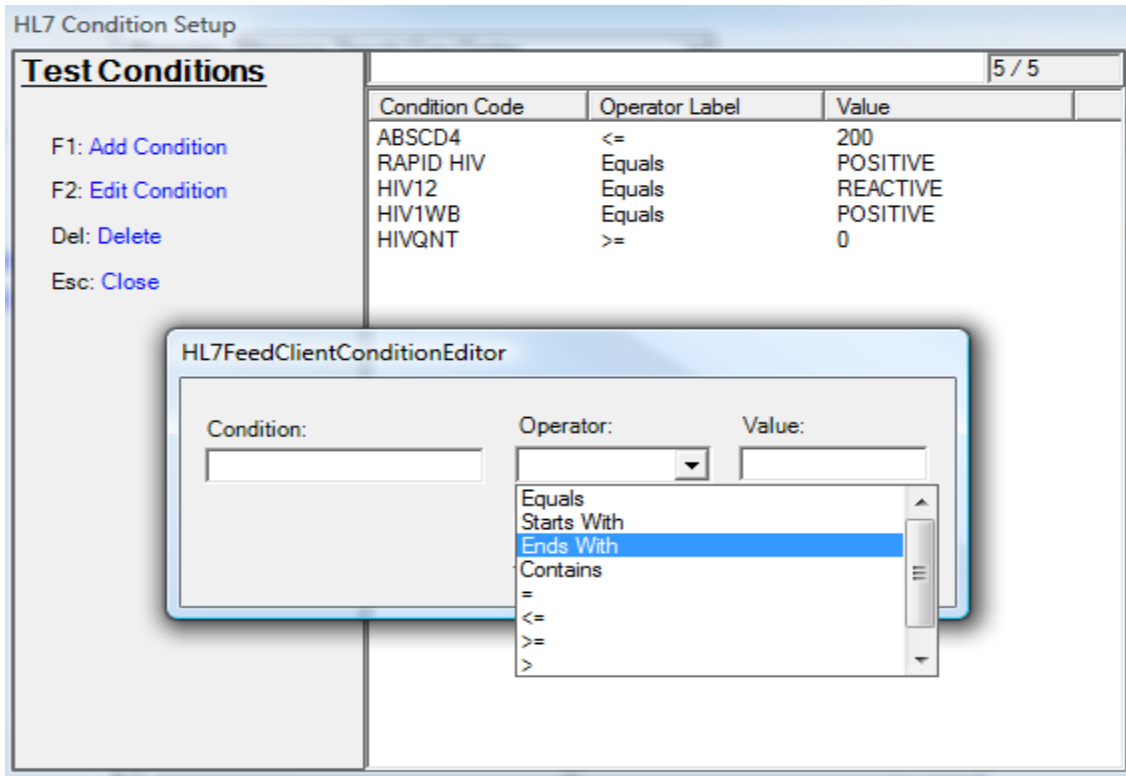 HL7 Condition Setup
Test Conditions
5 / 5
F1: Add Condition
F2: Edit Condition
Del: Delete
Esc: Close
Condition Code Operator Label Value
ABSCD4 <= 200
RAPID HIV Equals POSITIVE
HIV12 Equals REACTIVE
HIV1WB Equals POSITIVE
HIVQNT >= 0
HL7FeedClientConditionEditor
Condition: Operator: Value:
Equals
Starts With
Ends With
Contains
=
<=
>=
>